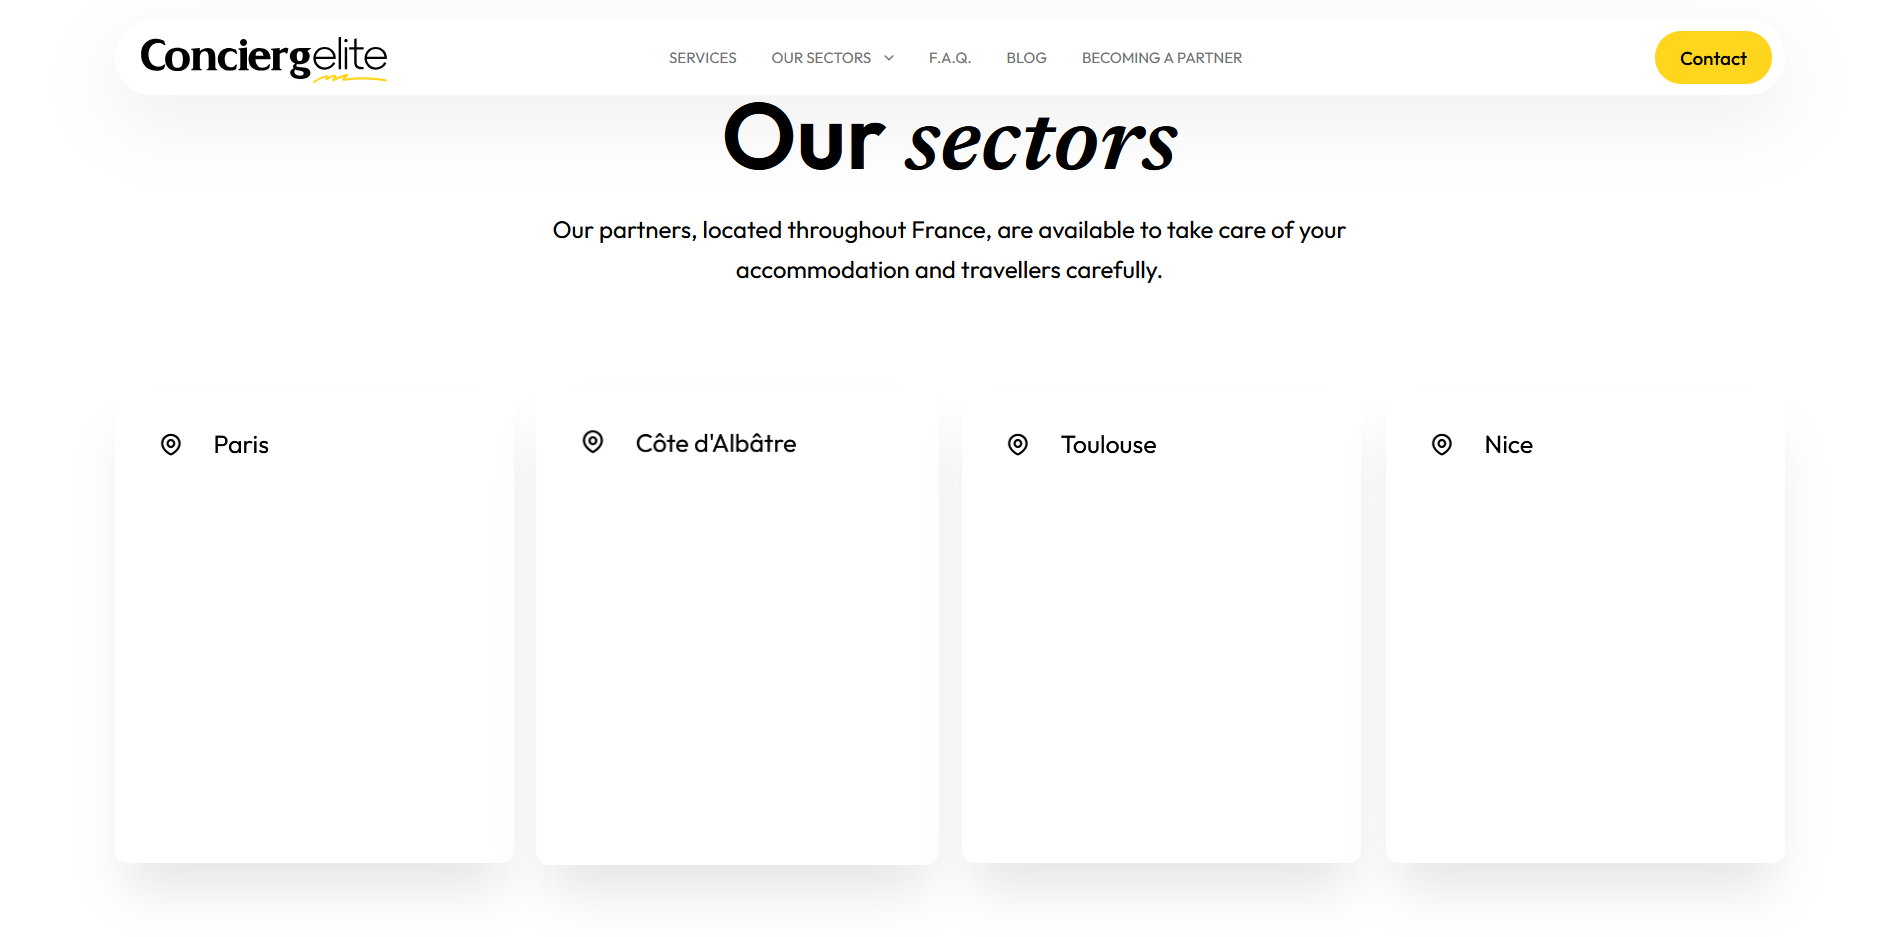 Conciergelite
SERVICES
OUR SECTORS
F.A.Q.
BLOG
BECOMING A PARTNER
Contact
Our sectors
Our partners, located throughout France, are available to take care of your
accommodation and travellers carefully.
Paris
Côte d'Albâtre
Toulouse
Nice